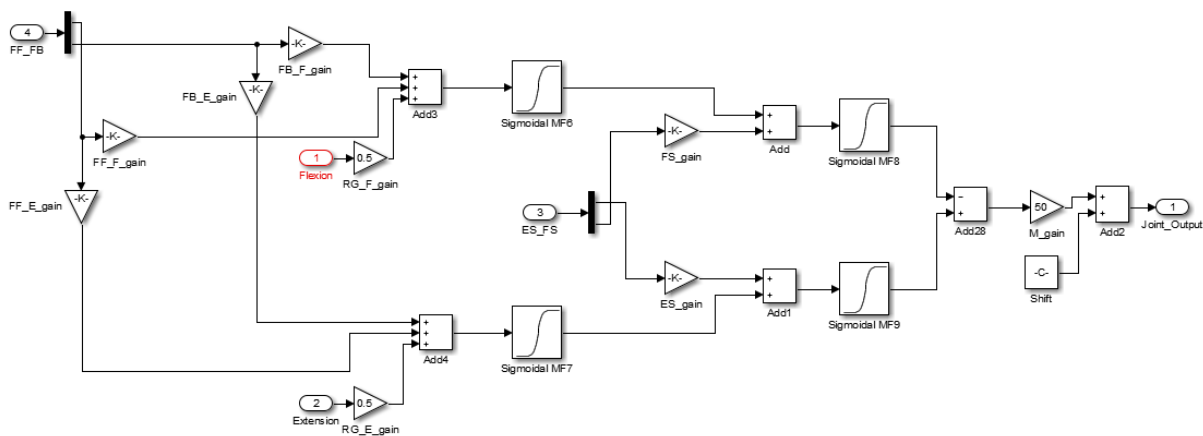 4
FF_FB
-K-
FB_F_gain
-K-
FB_E_gain
-K-
FF_F_gain
-K-
FF_E_gain
1
Flexion
0.5
RG_F_gain
+
+
+
Add3
Sigmoidal MF6
-K-
FS_gain
3
ES_FS
-K-
ES_gain
+
+
Add
Sigmoidal MF8
+
+
Add1
Sigmoidal MF9
−
+
Add28
50
M_gain
+
+
Add2
1
Joint_Output
-C-
Shift
+
+
+
Add4
Sigmoidal MF7
2
Extension
0.5
RG_E_gain